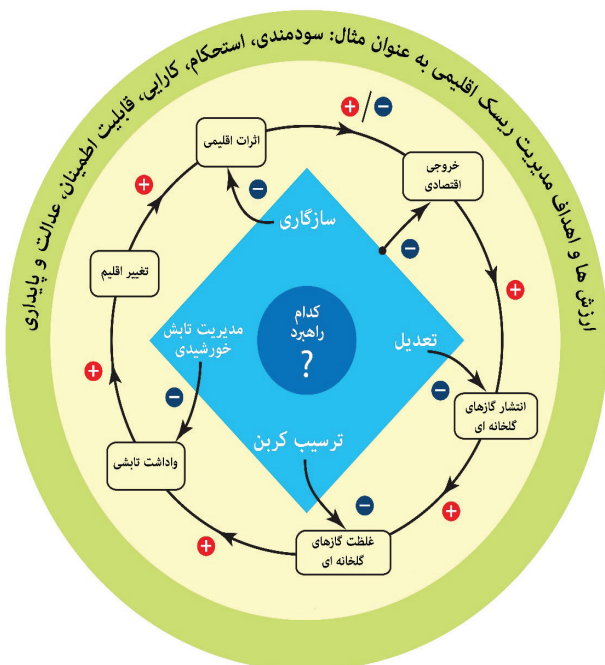 ارزش ها و اهداف مدیریت ریسک اقلیمی به عنوان مثال: سودمندی، استحکام، کارایی، قابلیت اطمینان، عدالت و پایداری
+/−
اثرات اقلیمی
خروجی
اقتصادی
+
−
سازگاری
−
+
تغییر اقلیم
کدام
راهبرد
?
مدیریت تابش
خورشیدی
تعدیل
+
−
−
انتشار گازهای
گلخانه ای
ترسیب کربن
واداشت تابشی
−
+
غلظت گازهای
گلخانه ای
+